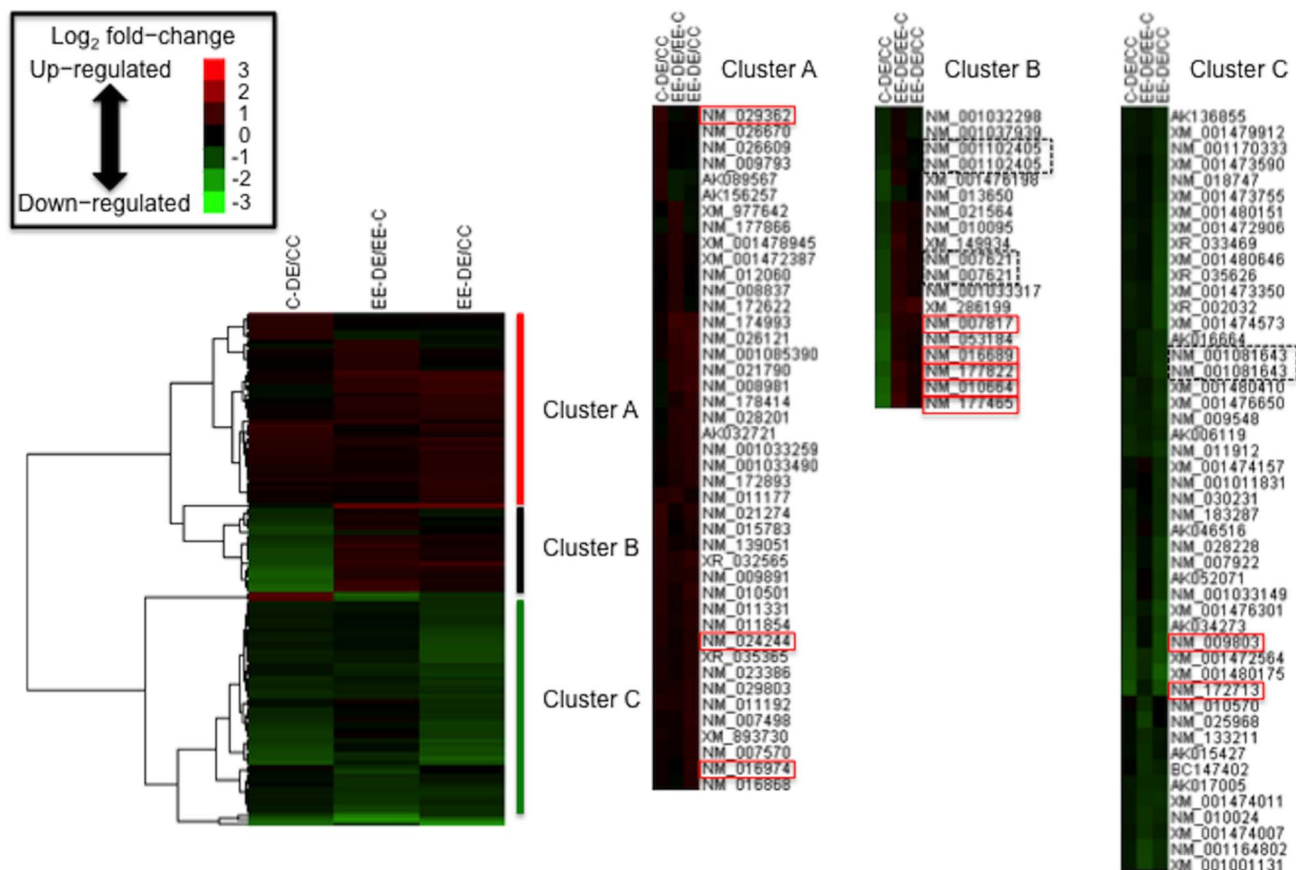 Log2 fold-change
Up-regulated
Down-regulated
3
2
1
0
-1
-2
-3
C-DE/CC
EE-DE/EE-C
EE-DE/CC
Cluster A
Cluster B
Cluster C
C-DE/CC
EE-DE/EE-C
EE-DE/CC
Cluster A
NM_029362
NM_026670
NM_026609
NM_009793
AK089567
AK156257
XM_977642
NM_177866
XM_001478945
XM_001472387
NM_012060
NM_008837
NM_172622
NM_174993
NM_026121
NM_001085390
NM_021790
NM_008981
NM_178414
NM_028201
AK032721
NM_001033259
NM_001033490
NM_172893
NM_011177
NM_021274
NM_015783
NM_139051
XR_032565
NM_009891
NM_010501
NM_011331
NM_011854
NM_024244
XR_035365
NM_023386
NM_029803
NM_011192
NM_007498
XM_893730
NM_007570
NM_016974
NM_016868
C-DE/CC
EE-DE/EE-C
EE-DE/CC
Cluster B
NM_001032298
NM_001037939
NM_001102405
NM_001102405
XM_001476198
NM_013650
NM_021564
NM_010095
XM_149934
NM_007621
NM_007621
NM_001033317
XM_286199
NM_007817
NM_053184
NM_016689
NM_177822
NM_010664
NM_177465
C-DE/CC
EE-DE/EE-C
EE-DE/CC
Cluster C
AK136855
XM_001479912
NM_001170333
XM_001473590
NM_018747
XM_001473755
XM_001480151
XM_001472906
XR_033469
XM_001480646
XR_035626
XM_001473350
XR_002032
XM_001474573
AK016664
NM_001081643
NM_001081643
XM_001480410
XM_001476650
NM_009548
AK006119
NM_011912
XM_001474157
NM_001011831
NM_030231
NM_183287
AK046516
NM_028228
NM_007922
AK052071
NM_001033149
XM_001476301
AK034273
NM_009803
XM_001472564
XM_001480175
NM_172713
NM_010570
NM_025968
NM_133211
AK015427
BC147402
AK017005
XM_001474011
NM_010024
XM_001474007
NM_001164802
XM_001001131